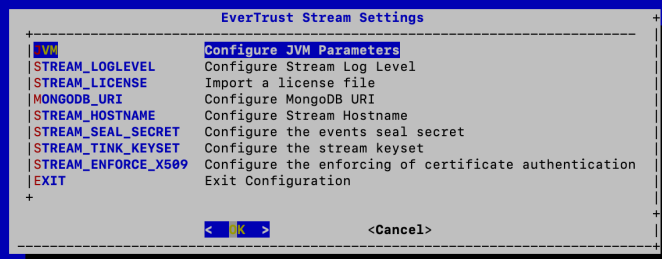 EverTrust Stream Settings
JVM Configure JVM Parameters
STREAM_LOGLEVEL Configure Stream Log Level
STREAM_LICENSE Import a license file
MONGODB_URI Configure MongoDB URI
STREAM_HOSTNAME Configure Stream Hostname
STREAM_SEAL_SECRET Configure the events seal secret
STREAM_TINK_KEYSET Configure the stream keyset
STREAM_ENFORCE_X509 Configure the enforcing of certificate authentication
EXIT Exit Configuration
< OK > <Cancel>